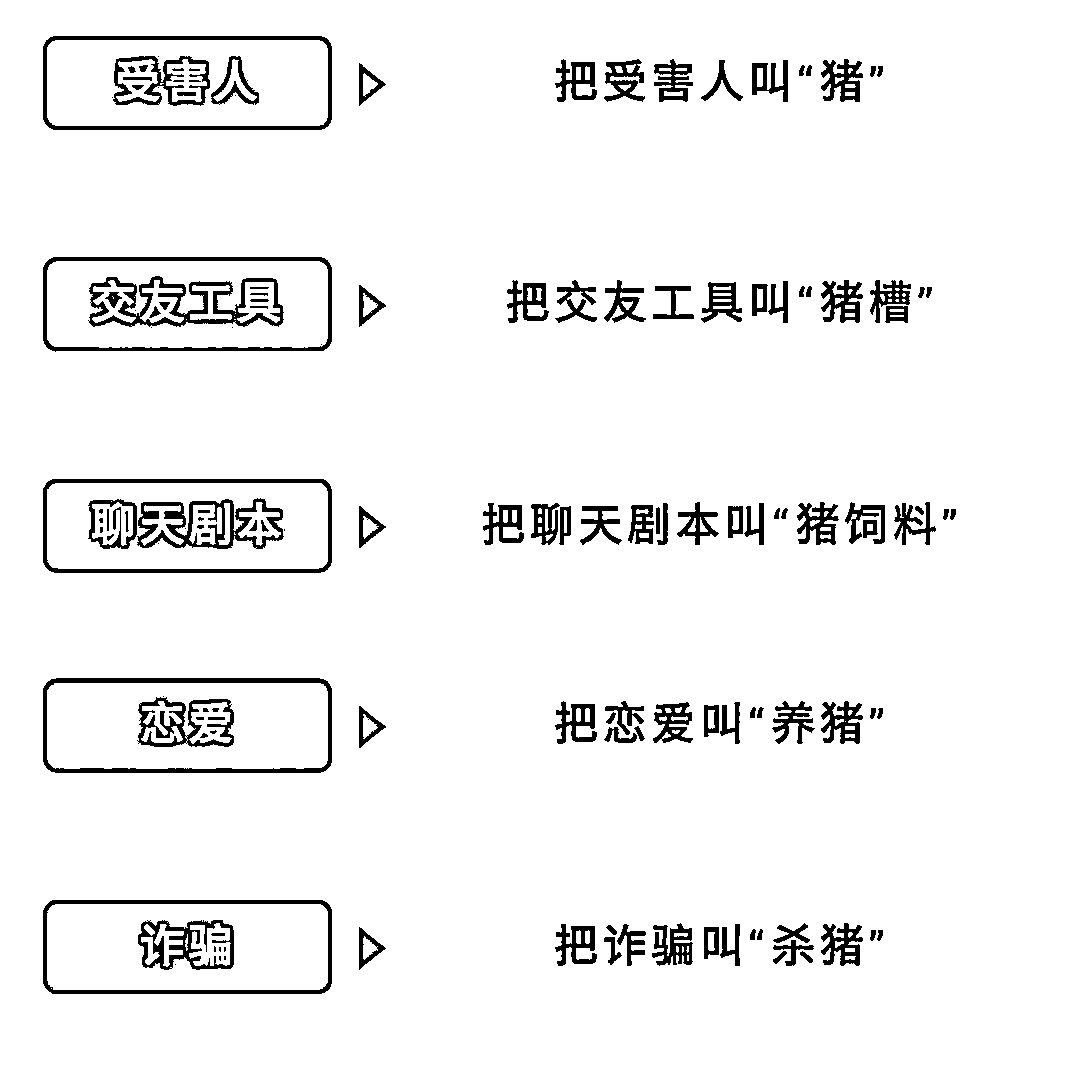 受害人
把受害人叫“猪”
交友工具
把交友工具叫“猪槽”
聊天剧本
把聊天剧本叫“猪饲料”
恋爱
把恋爱叫“养猪”
诈骗
把诈骗叫“杀猪”